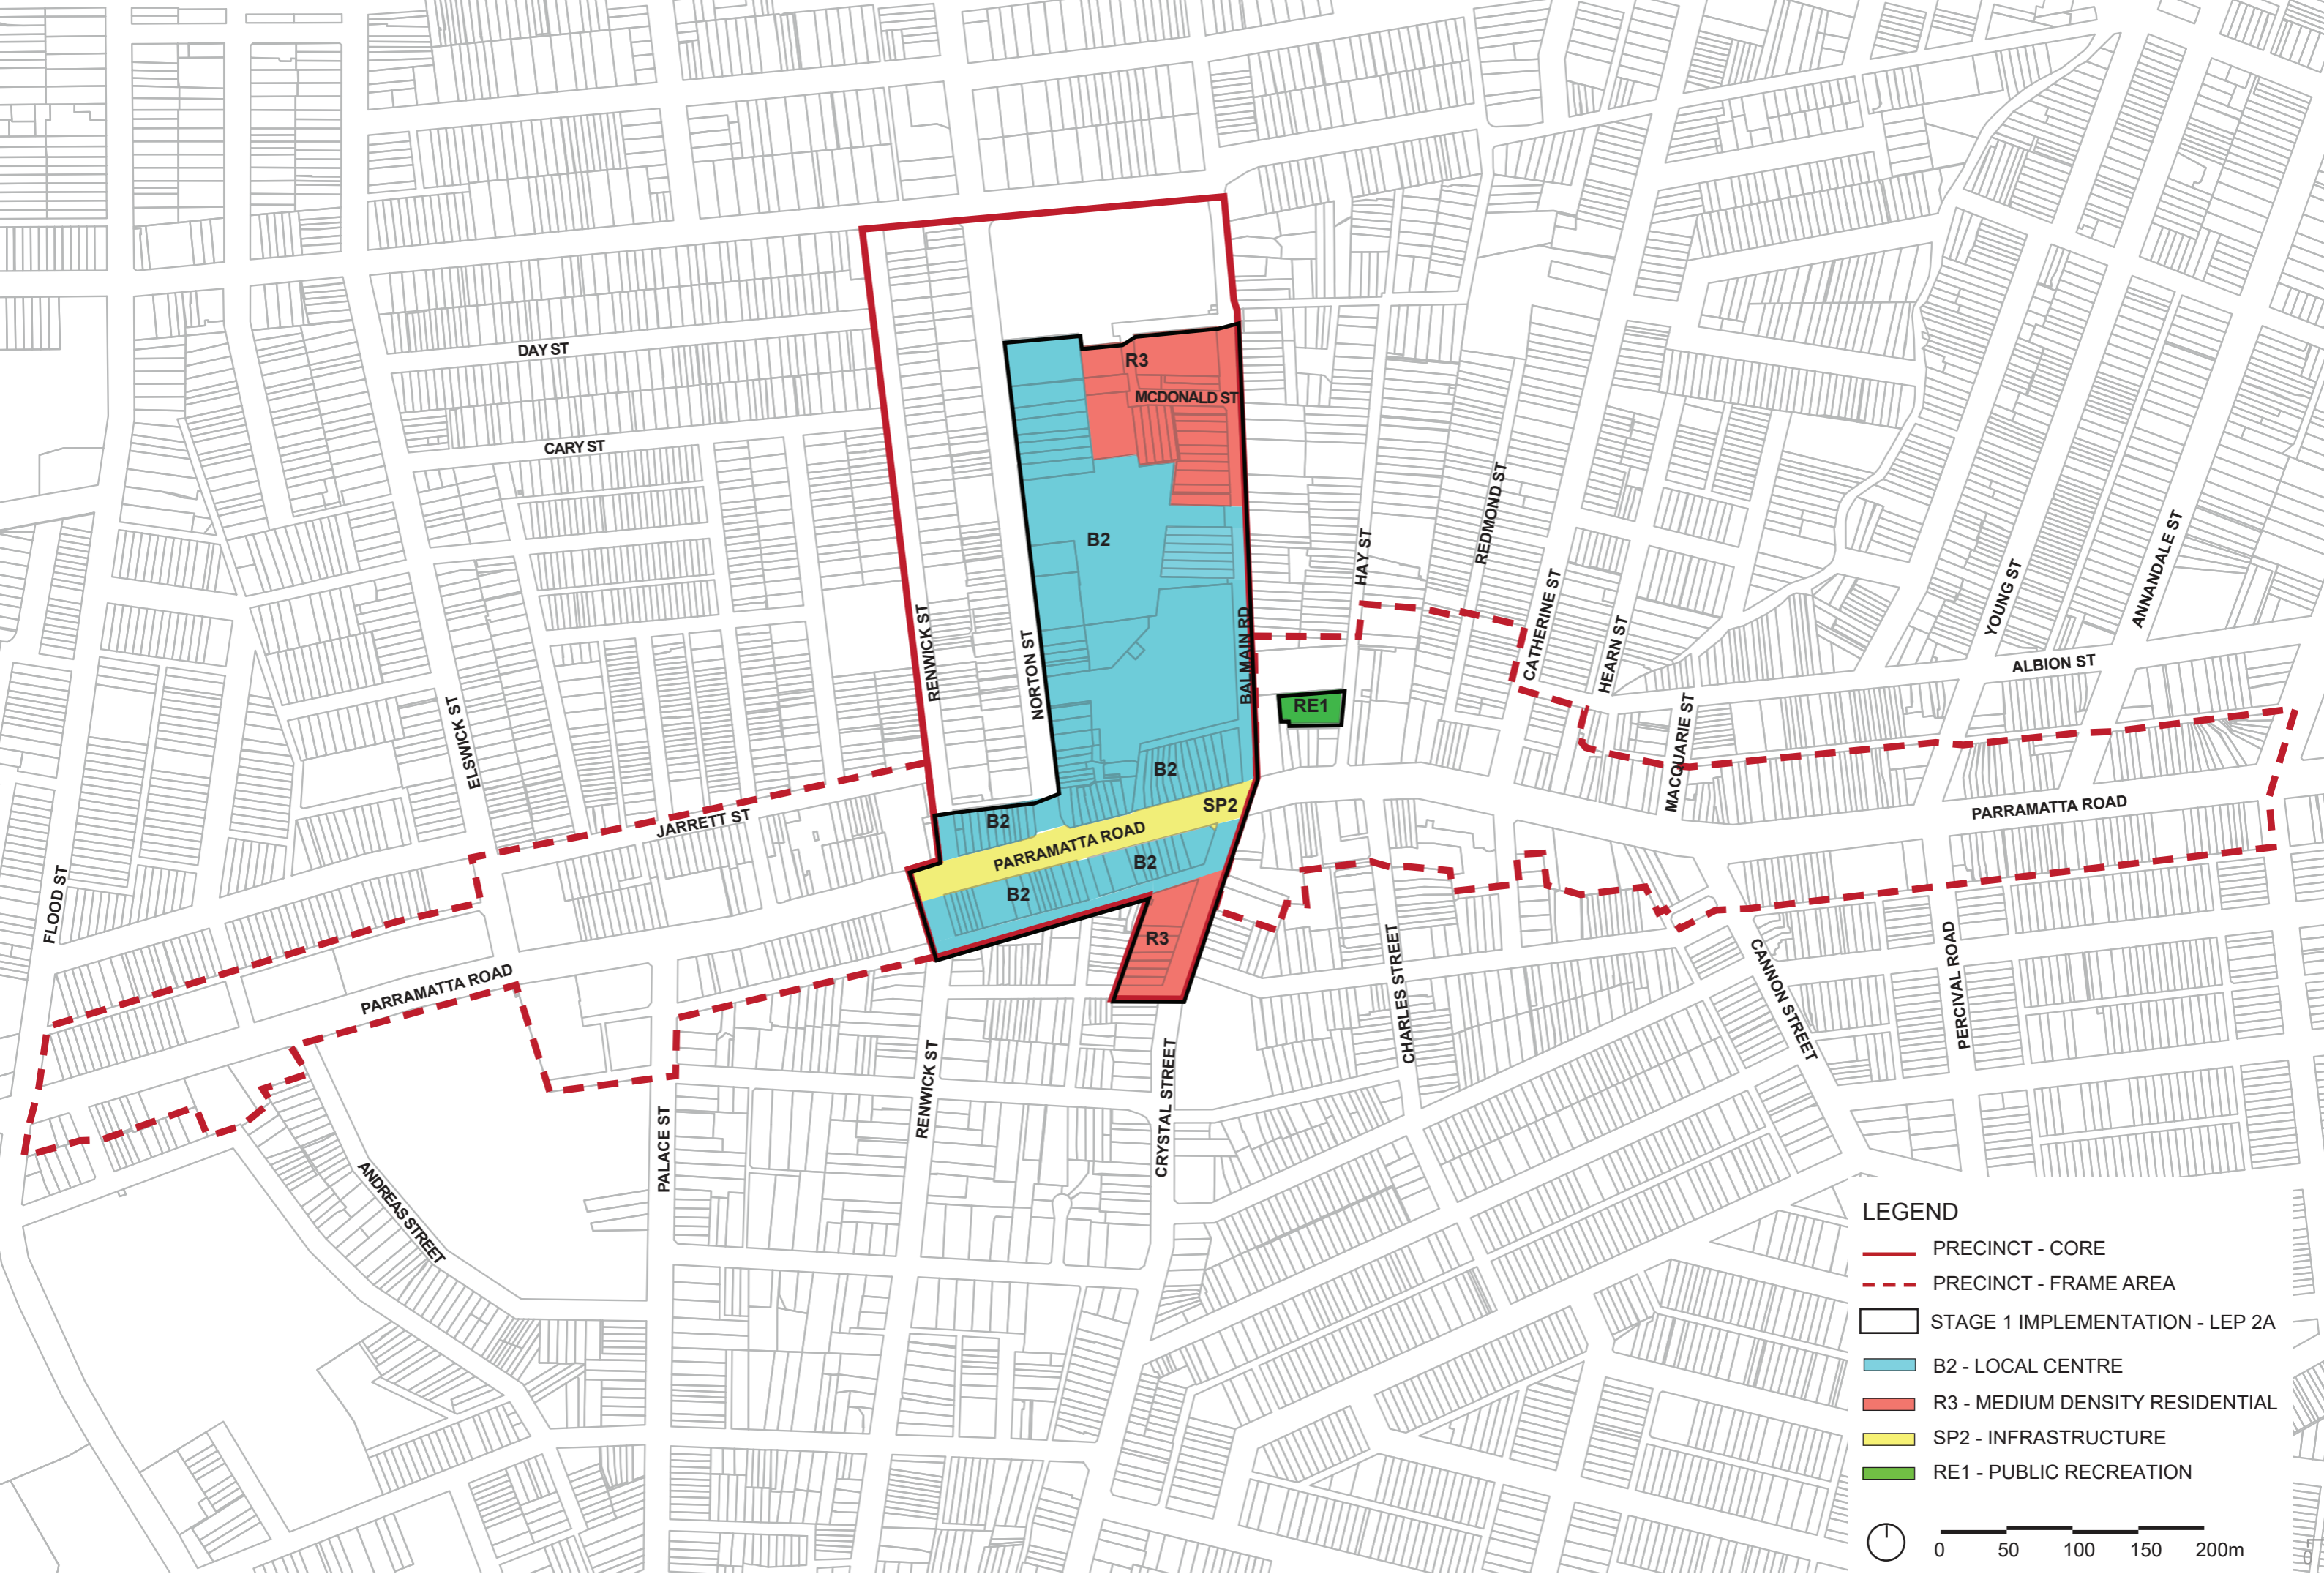 DAY ST
R3
MCDONALD ST
CARY ST
B2
REDMOND ST
HAY ST
ANNANDALE ST
YOUNG ST
CATHERINE ST
HEARN ST
RENWICK ST
NORTON ST
BALMAIN RD
ALBION ST
RE1
ELSWICK ST
MACQUARIE ST
B2
SP2
PARRAMATTA ROAD
JARRETT ST
B2
PARRAMATTA ROAD
B2
B2
FLOOD ST
R3
PARRAMATTA ROAD
CHARLES STREET
CANNON STREET
PERCIVAL ROAD
RENWICK ST
CRYSTAL STREET
PALACE ST
ANDREAS STREET
LEGEND
PRECINCT - CORE
PRECINCT - FRAME AREA
STAGE 1 IMPLEMENTATION - LEP 2A
B2 - LOCAL CENTRE
R3 - MEDIUM DENSITY RESIDENTIAL
SP2 - INFRASTRUCTURE
RE1 - PUBLIC RECREATION
0 50 100 150 200m